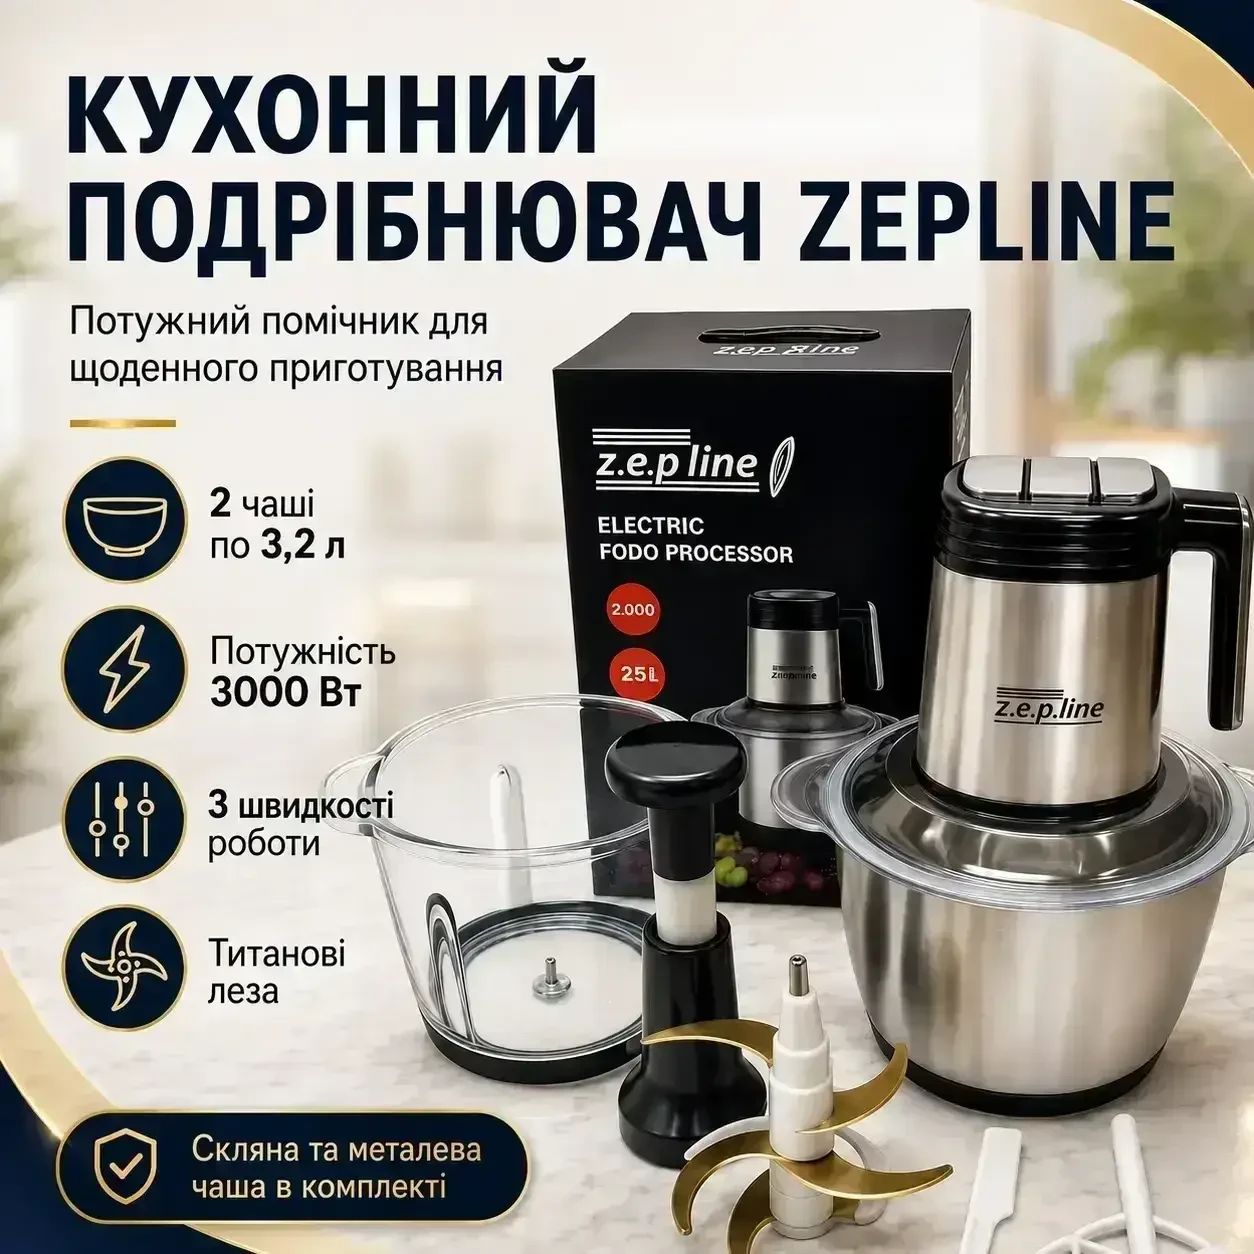 КУХОННИЙ
ПОДРІБНЮВАЧ ZEPLINE
Потужний помічник для
щоденного приготування
2 чаші
по 3,2 л
Потужність
3000 Вт
3 швидкості
роботи
Титанові
леза
Скляна та металева
чаша в комплекті
z.e.p line
ELECTRIC
FODO PROCESSOR
2.000
25L
z.e.p.line